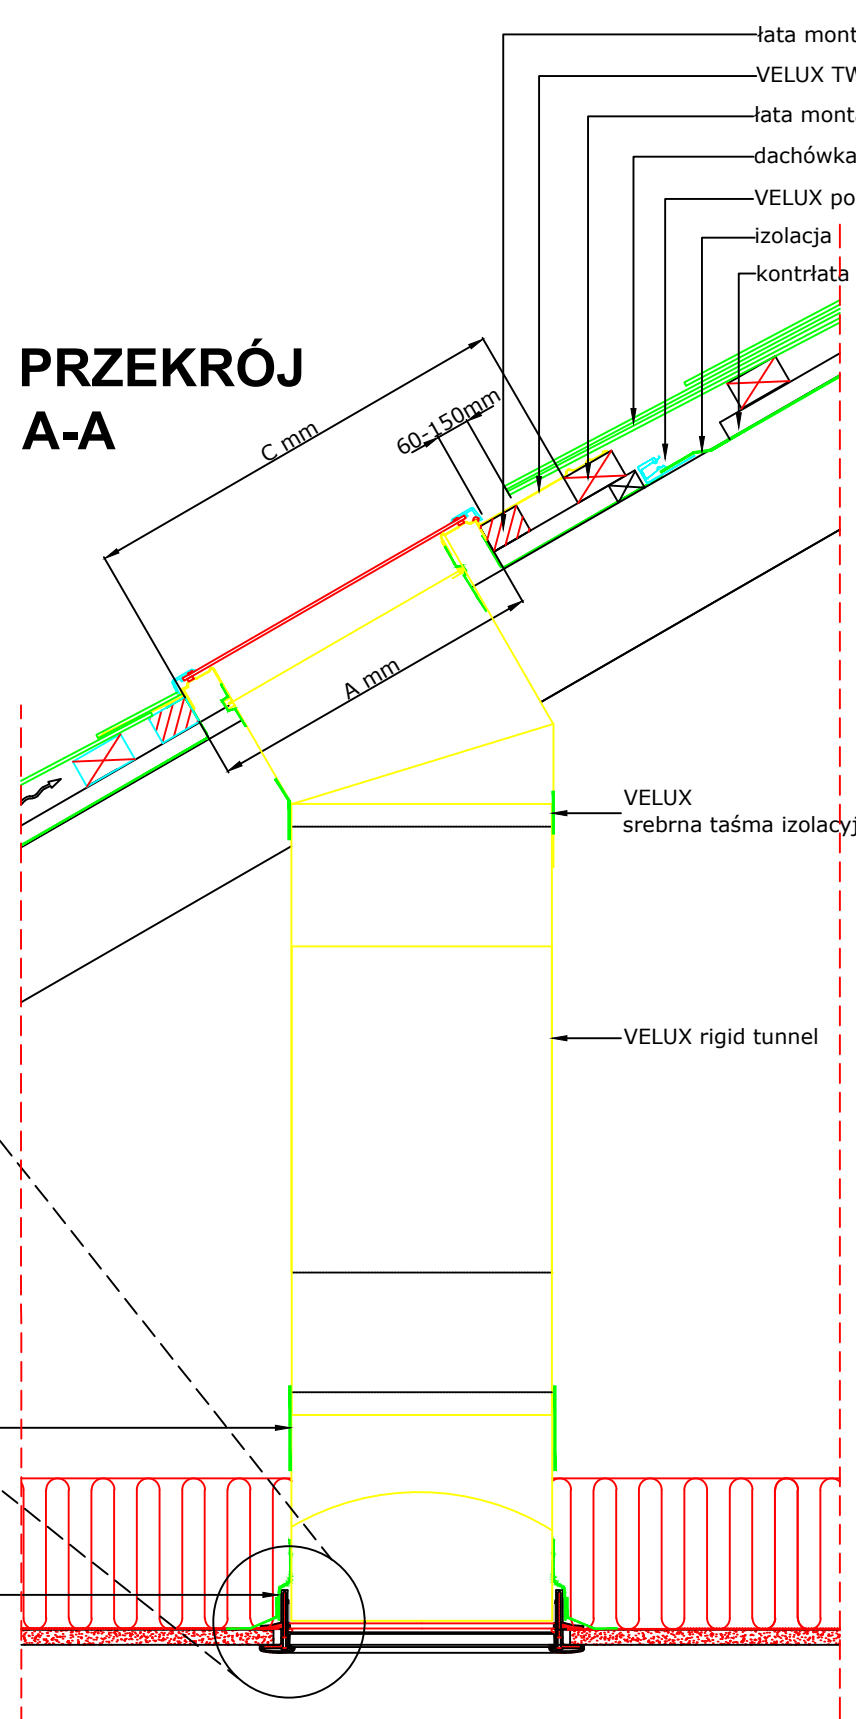 łata mont
VELUX TW
łata monta
dachówka
VELUX po
izolacja
kontrłata
PRZEKRÓJ
A-A
C mm
60-150mm
A mm
VELUX
srebrna taśma izolacyj
VELUX rigid tunnel